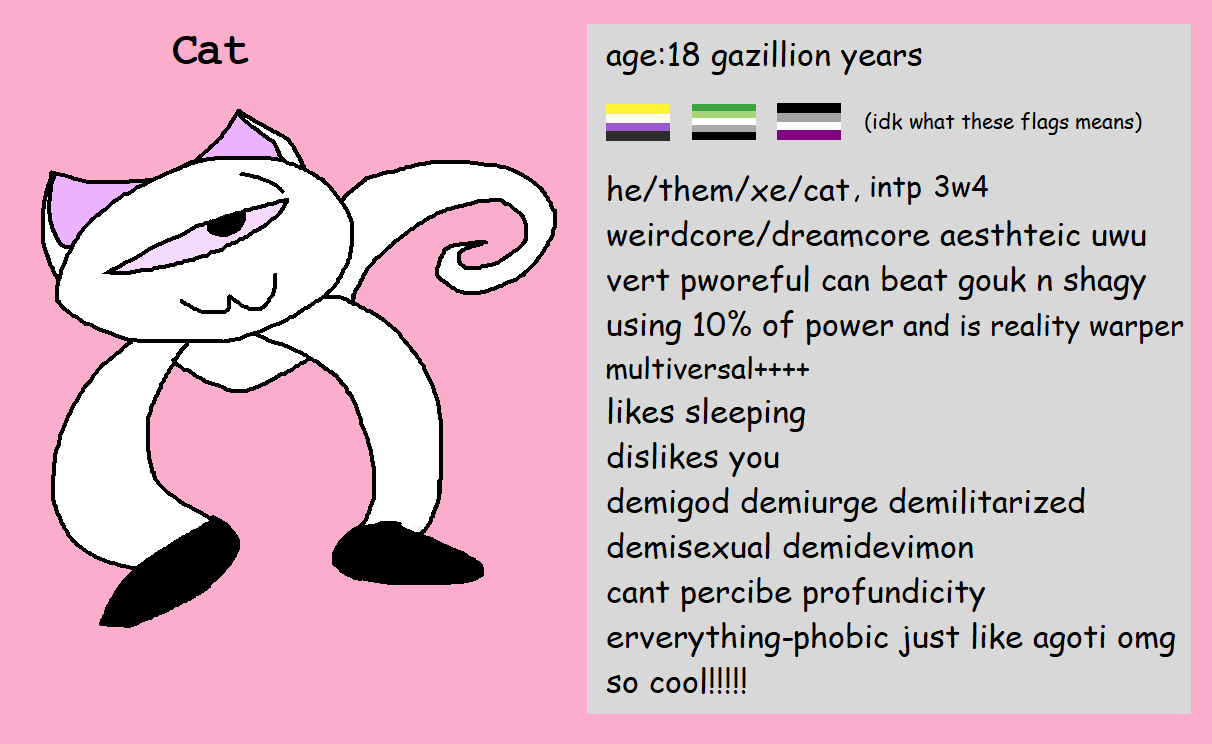 Cat
age:18 gazillion years
(idk what these flags means)
he/them/xe/cat, intp 3w4
weirdcore/dreamcore aesthteic uwu
vert pworeful can beat gouk n shagy
using 10% of power and is reality warper
multiversal++++
likes sleeping
dislikes you
demigod demiurge demilitarized
demisexual demidevimon
cant percibe profundicity
erverything-phobic just like agoti omg
so cool!!!!!